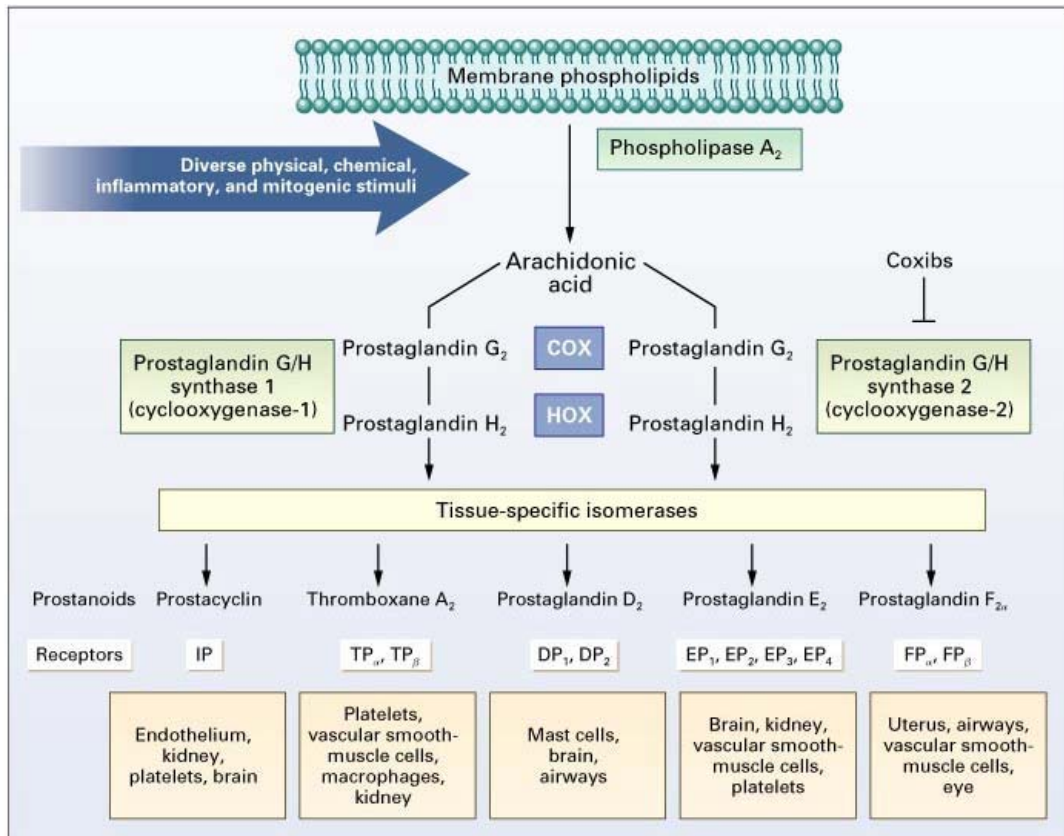 Membrane phospholipids
Phospholipase A₂
Diverse physical, chemical,
inflammatory, and mitogenic stimuli
Arachidonic
acid
Coxibs
Prostaglandin G/H
synthase 1
(cyclooxygenase-1)
Prostaglandin G₂
COX
Prostaglandin G₂
Prostaglandin G/H
synthase 2
(cyclooxygenase-2)
Prostaglandin H₂
HOX
Prostaglandin H₂
Tissue-specific isomerases
Prostanoids
Prostacyclin
Thromboxane A₂
Prostaglandin D₂
Prostaglandin E₂
Prostaglandin F₂α
Receptors
IP
TPα, TPβ
DP₁, DP₂
EP₁, EP₂, EP₃, EP₄
FPα, FPβ
Endothelium,
kidney,
platelets, brain
Platelets,
vascular smooth-
muscle cells,
macrophages,
kidney
Mast cells,
brain,
airways
Brain, kidney,
vascular smooth-
muscle cells,
platelets
Uterus, airways,
vascular smooth-
muscle cells,
eye